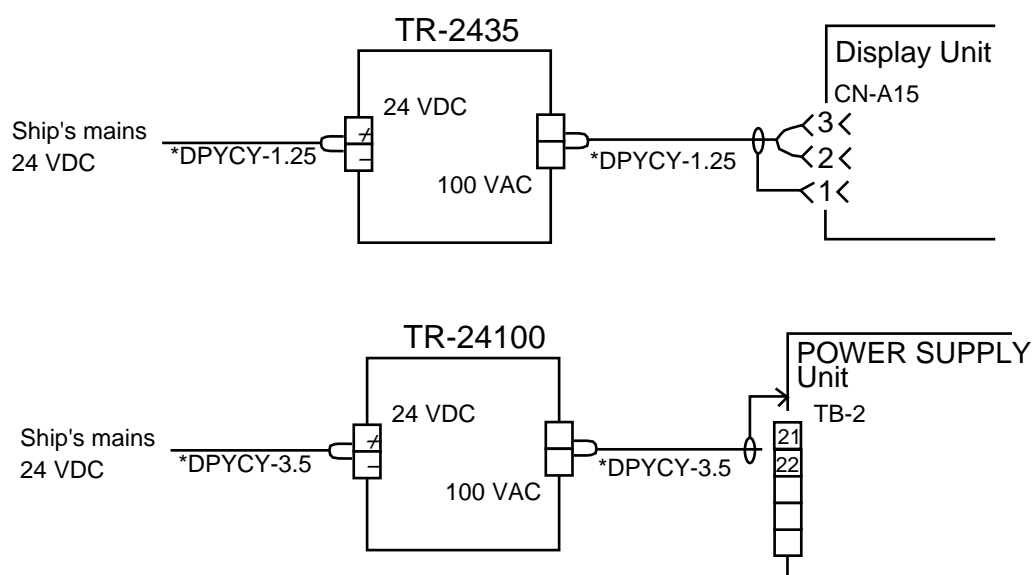 TR-2435
Display Unit
24 VDC
CN-A15
Ship's mains
24 VDC
*DPYCY-1.25
+
−
*DPYCY-1.25
100 VAC
3
2
1
TR-24100
POWER SUPPLY
Unit
24 VDC
TB-2
Ship's mains
24 VDC
*DPYCY-3.5
+
−
*DPYCY-3.5
100 VAC
21
22